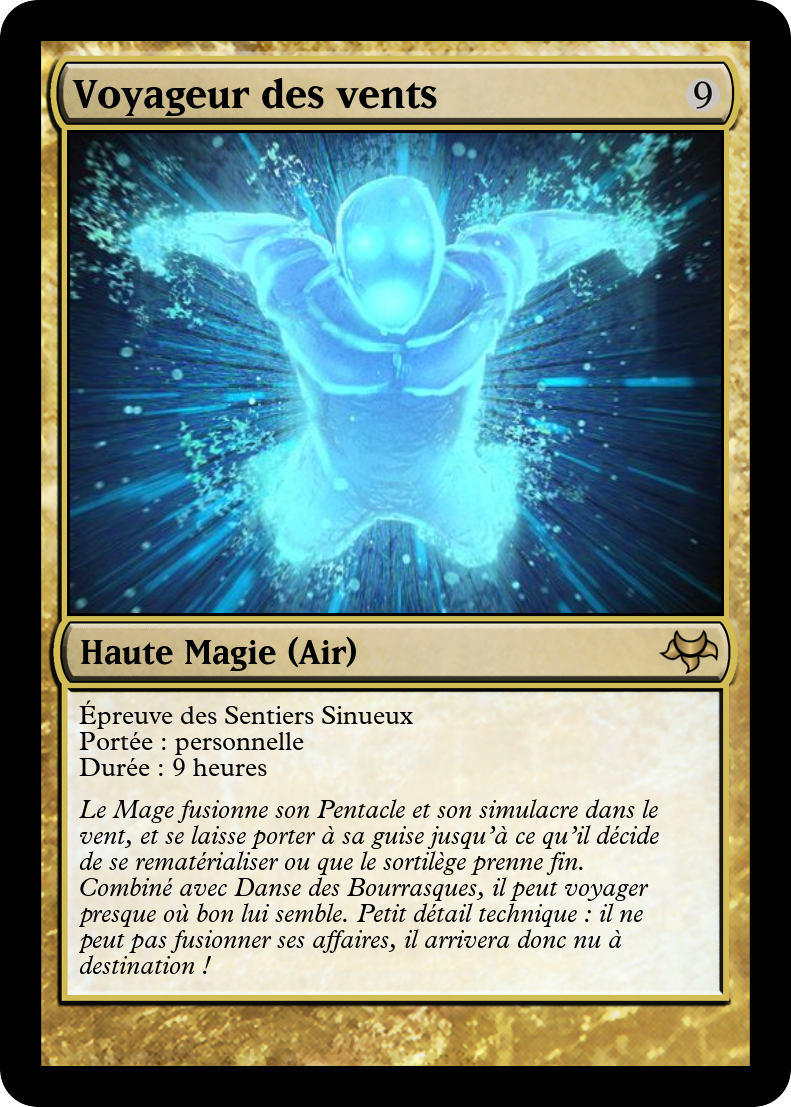 Voyageur des vents
9
Haute Magie (Air)
Épreuve des Sentiers Sinueux
Portée : personnelle
Durée : 9 heures
Le Mage fusionne son Pentacle et son simulacre dans le
vent, et se laisse porter à sa guise jusqu'à ce qu'il décide
de se rematérialiser ou que le sortilège prenne fin.
Combiné avec Danse des Bourrasques, il peut voyager
presque où bon lui semble. Petit détail technique : il ne
peut pas fusionner ses affaires, il arrivera donc nu à
destination !